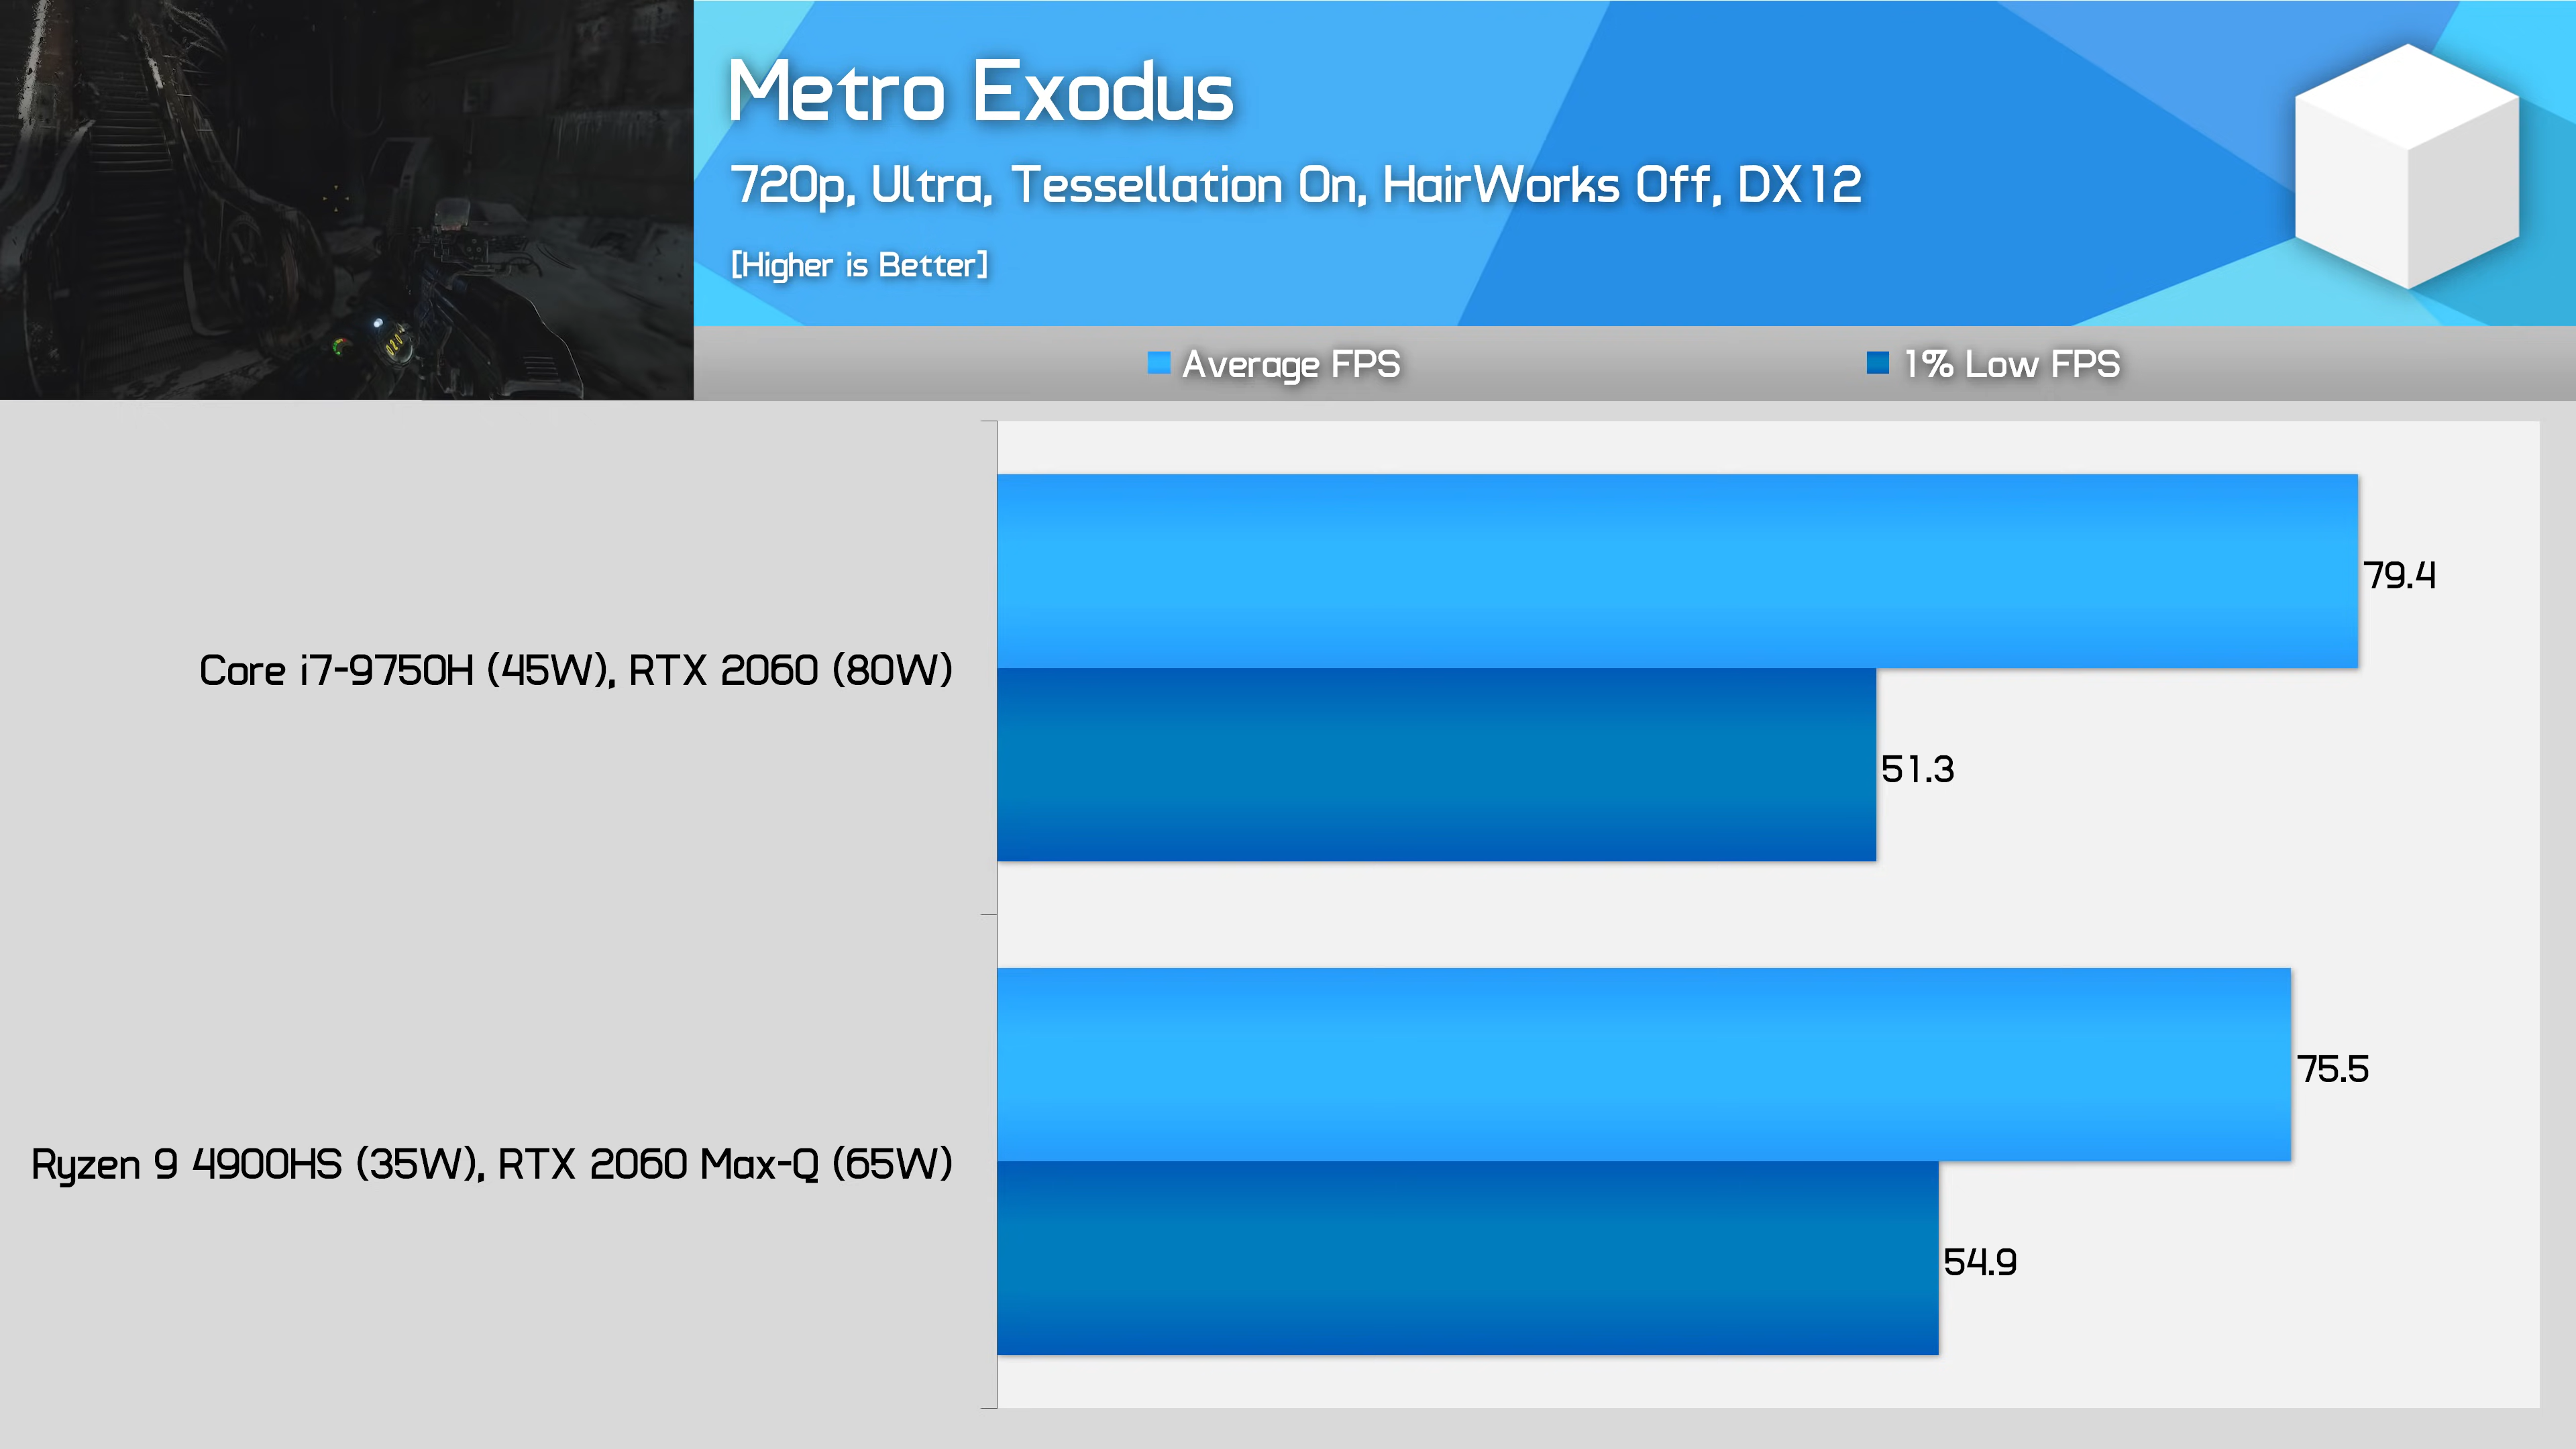 Metro Exodus
720p, Ultra, Tessellation On, HairWorks Off, DX12
[Higher is Better]
Average FPS
1% Low FPS
Core i7-9750H (45W), RTX 2060 (80W)
79.4
51.3
Ryzen 9 4900HS (35W), RTX 2060 Max-Q (65W)
75.5
54.9